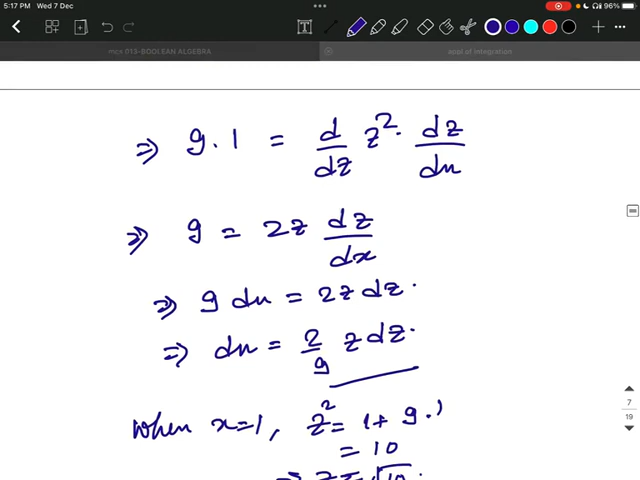 5:17 PM Wed 7 Dec
96%
mcx 013-BOOLEAN ALGEBRA
appl.of integration
⇒ 9.1 = d/dz z². dz/dx
⇒ 9 = 2z dz/dx
⇒ 9 dx = 2z dz.
⇒ dx = 2/9 z dz.
When x=1, z² = 1+ 9.1
= 10
⇒ z = √10.
7
19